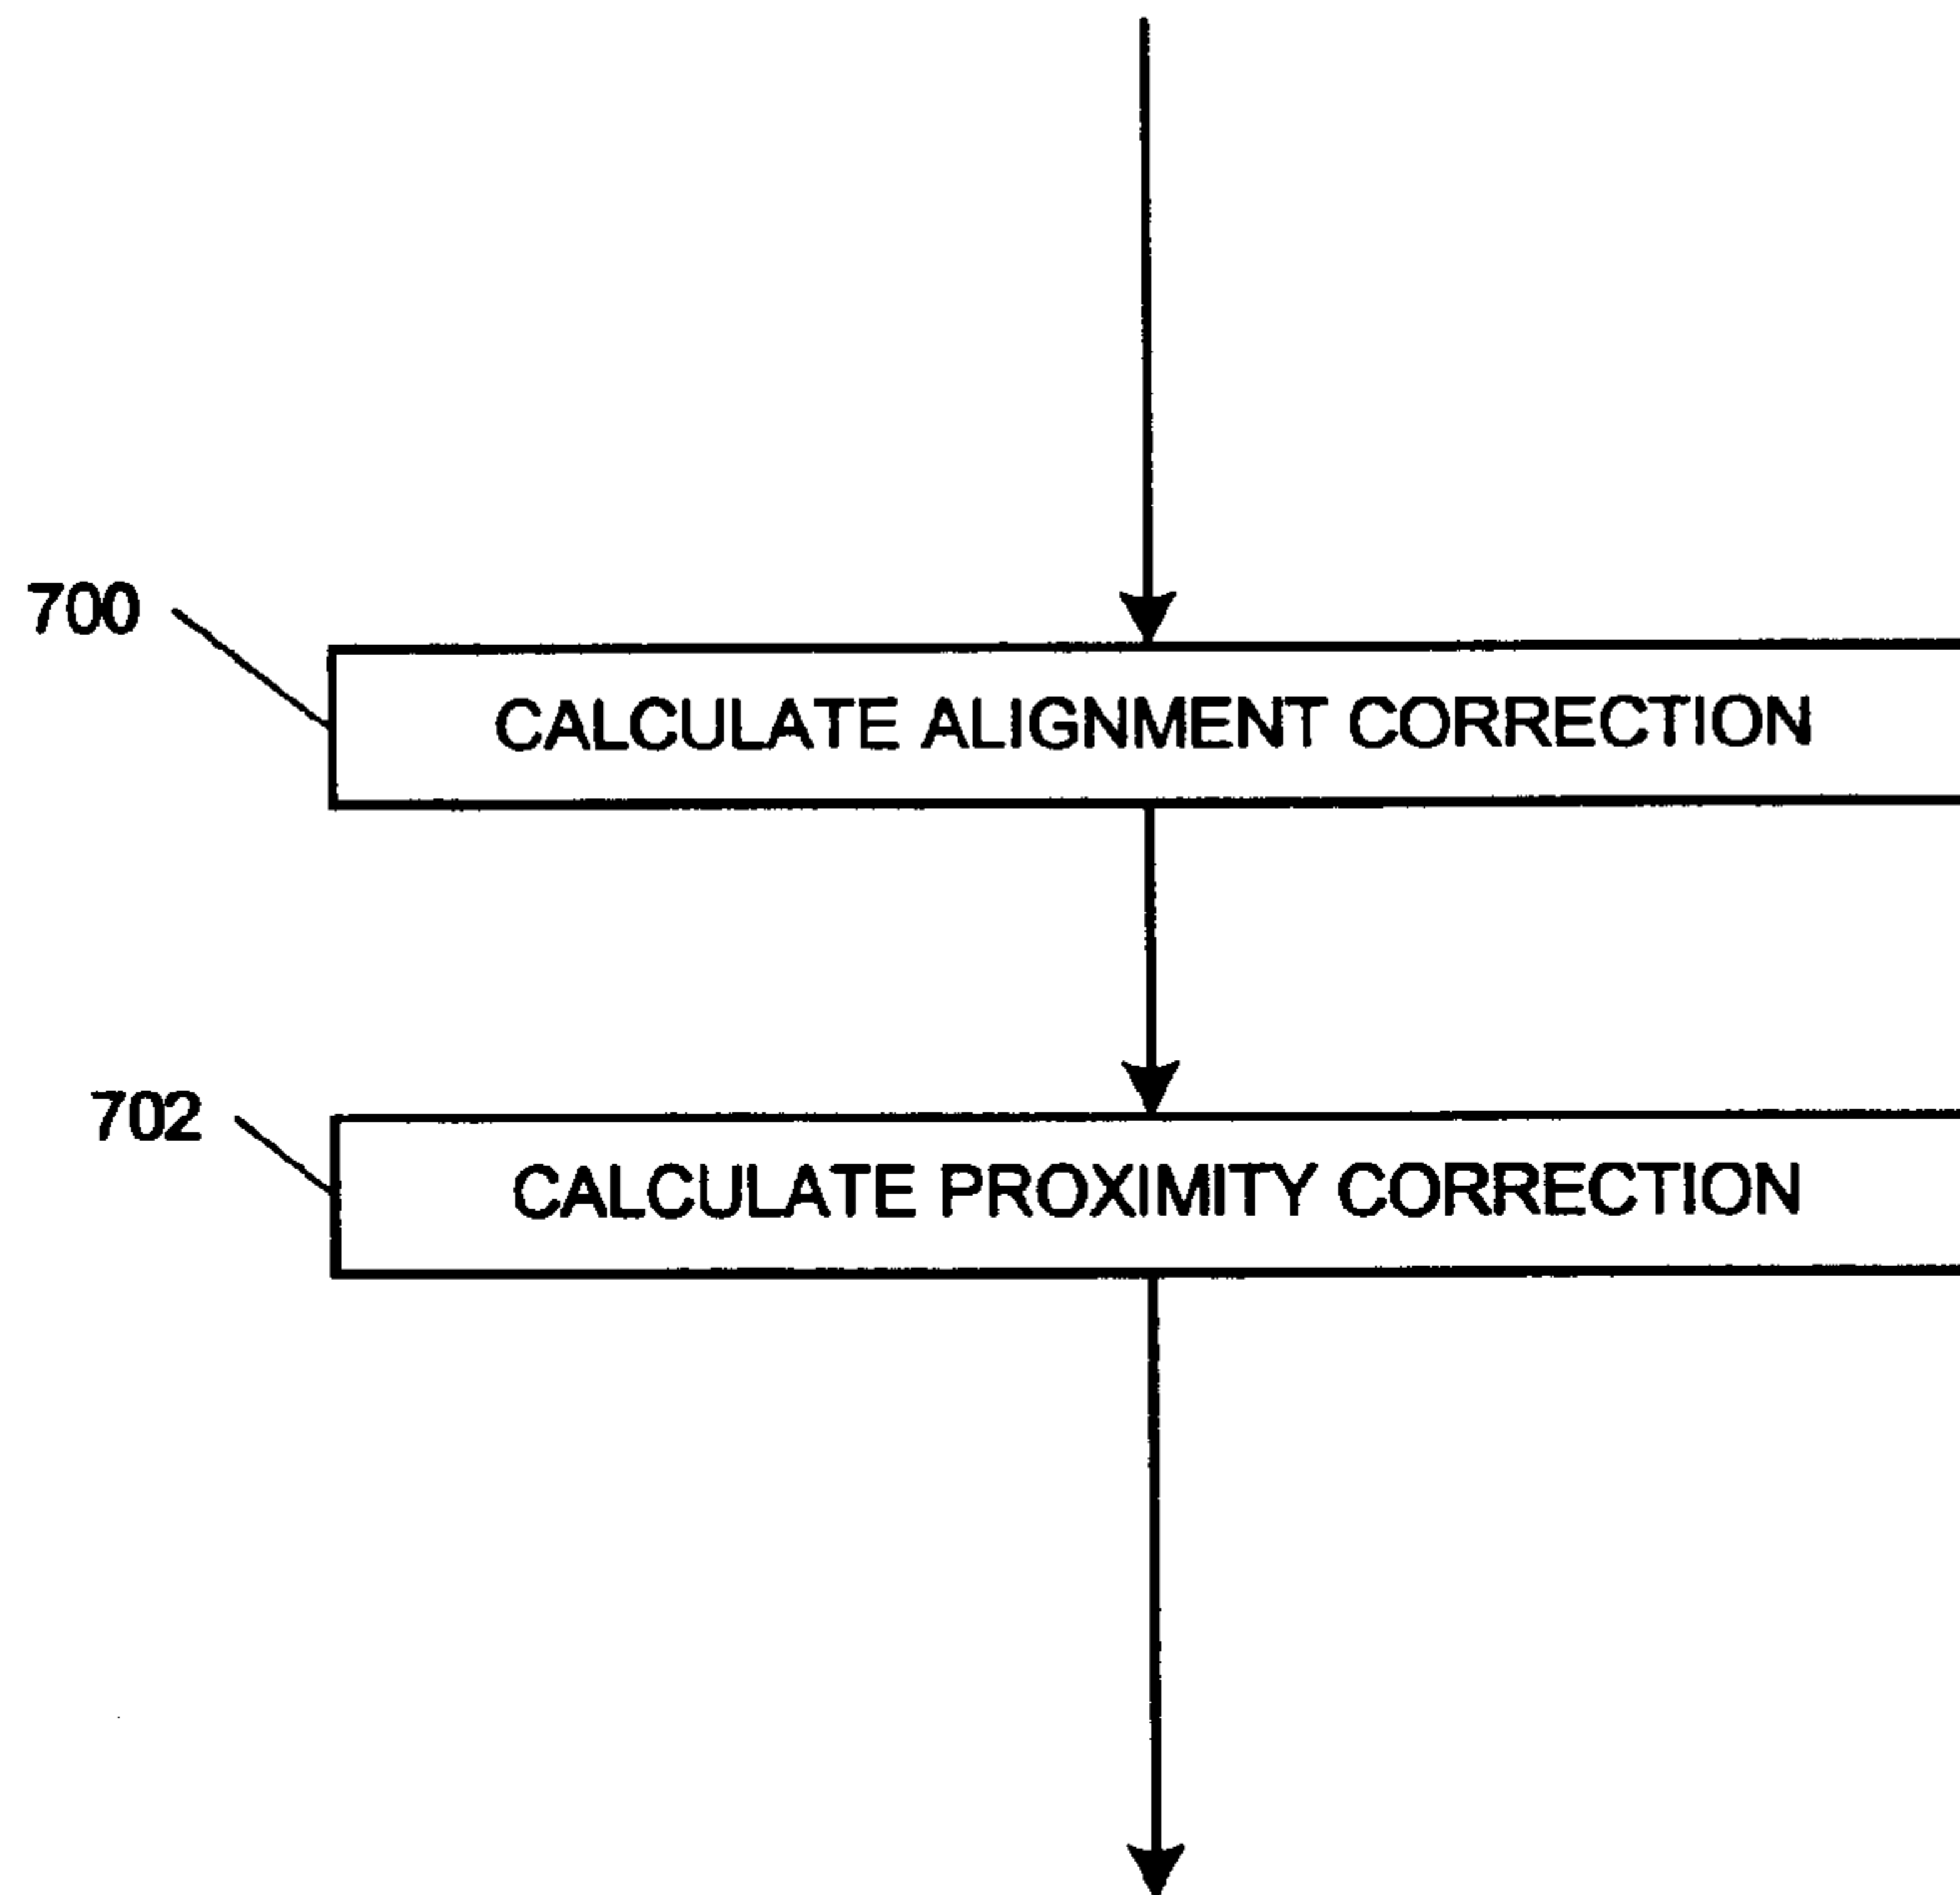 700
CALCULATE ALIGNMENT CORRECTION
702
CALCULATE PROXIMITY CORRECTION